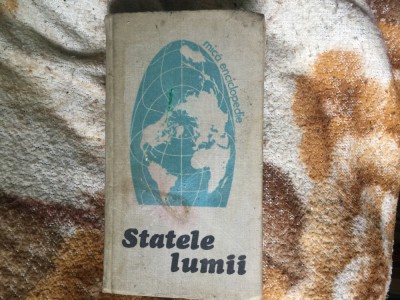 mică enciclopedie
Statele
lumii